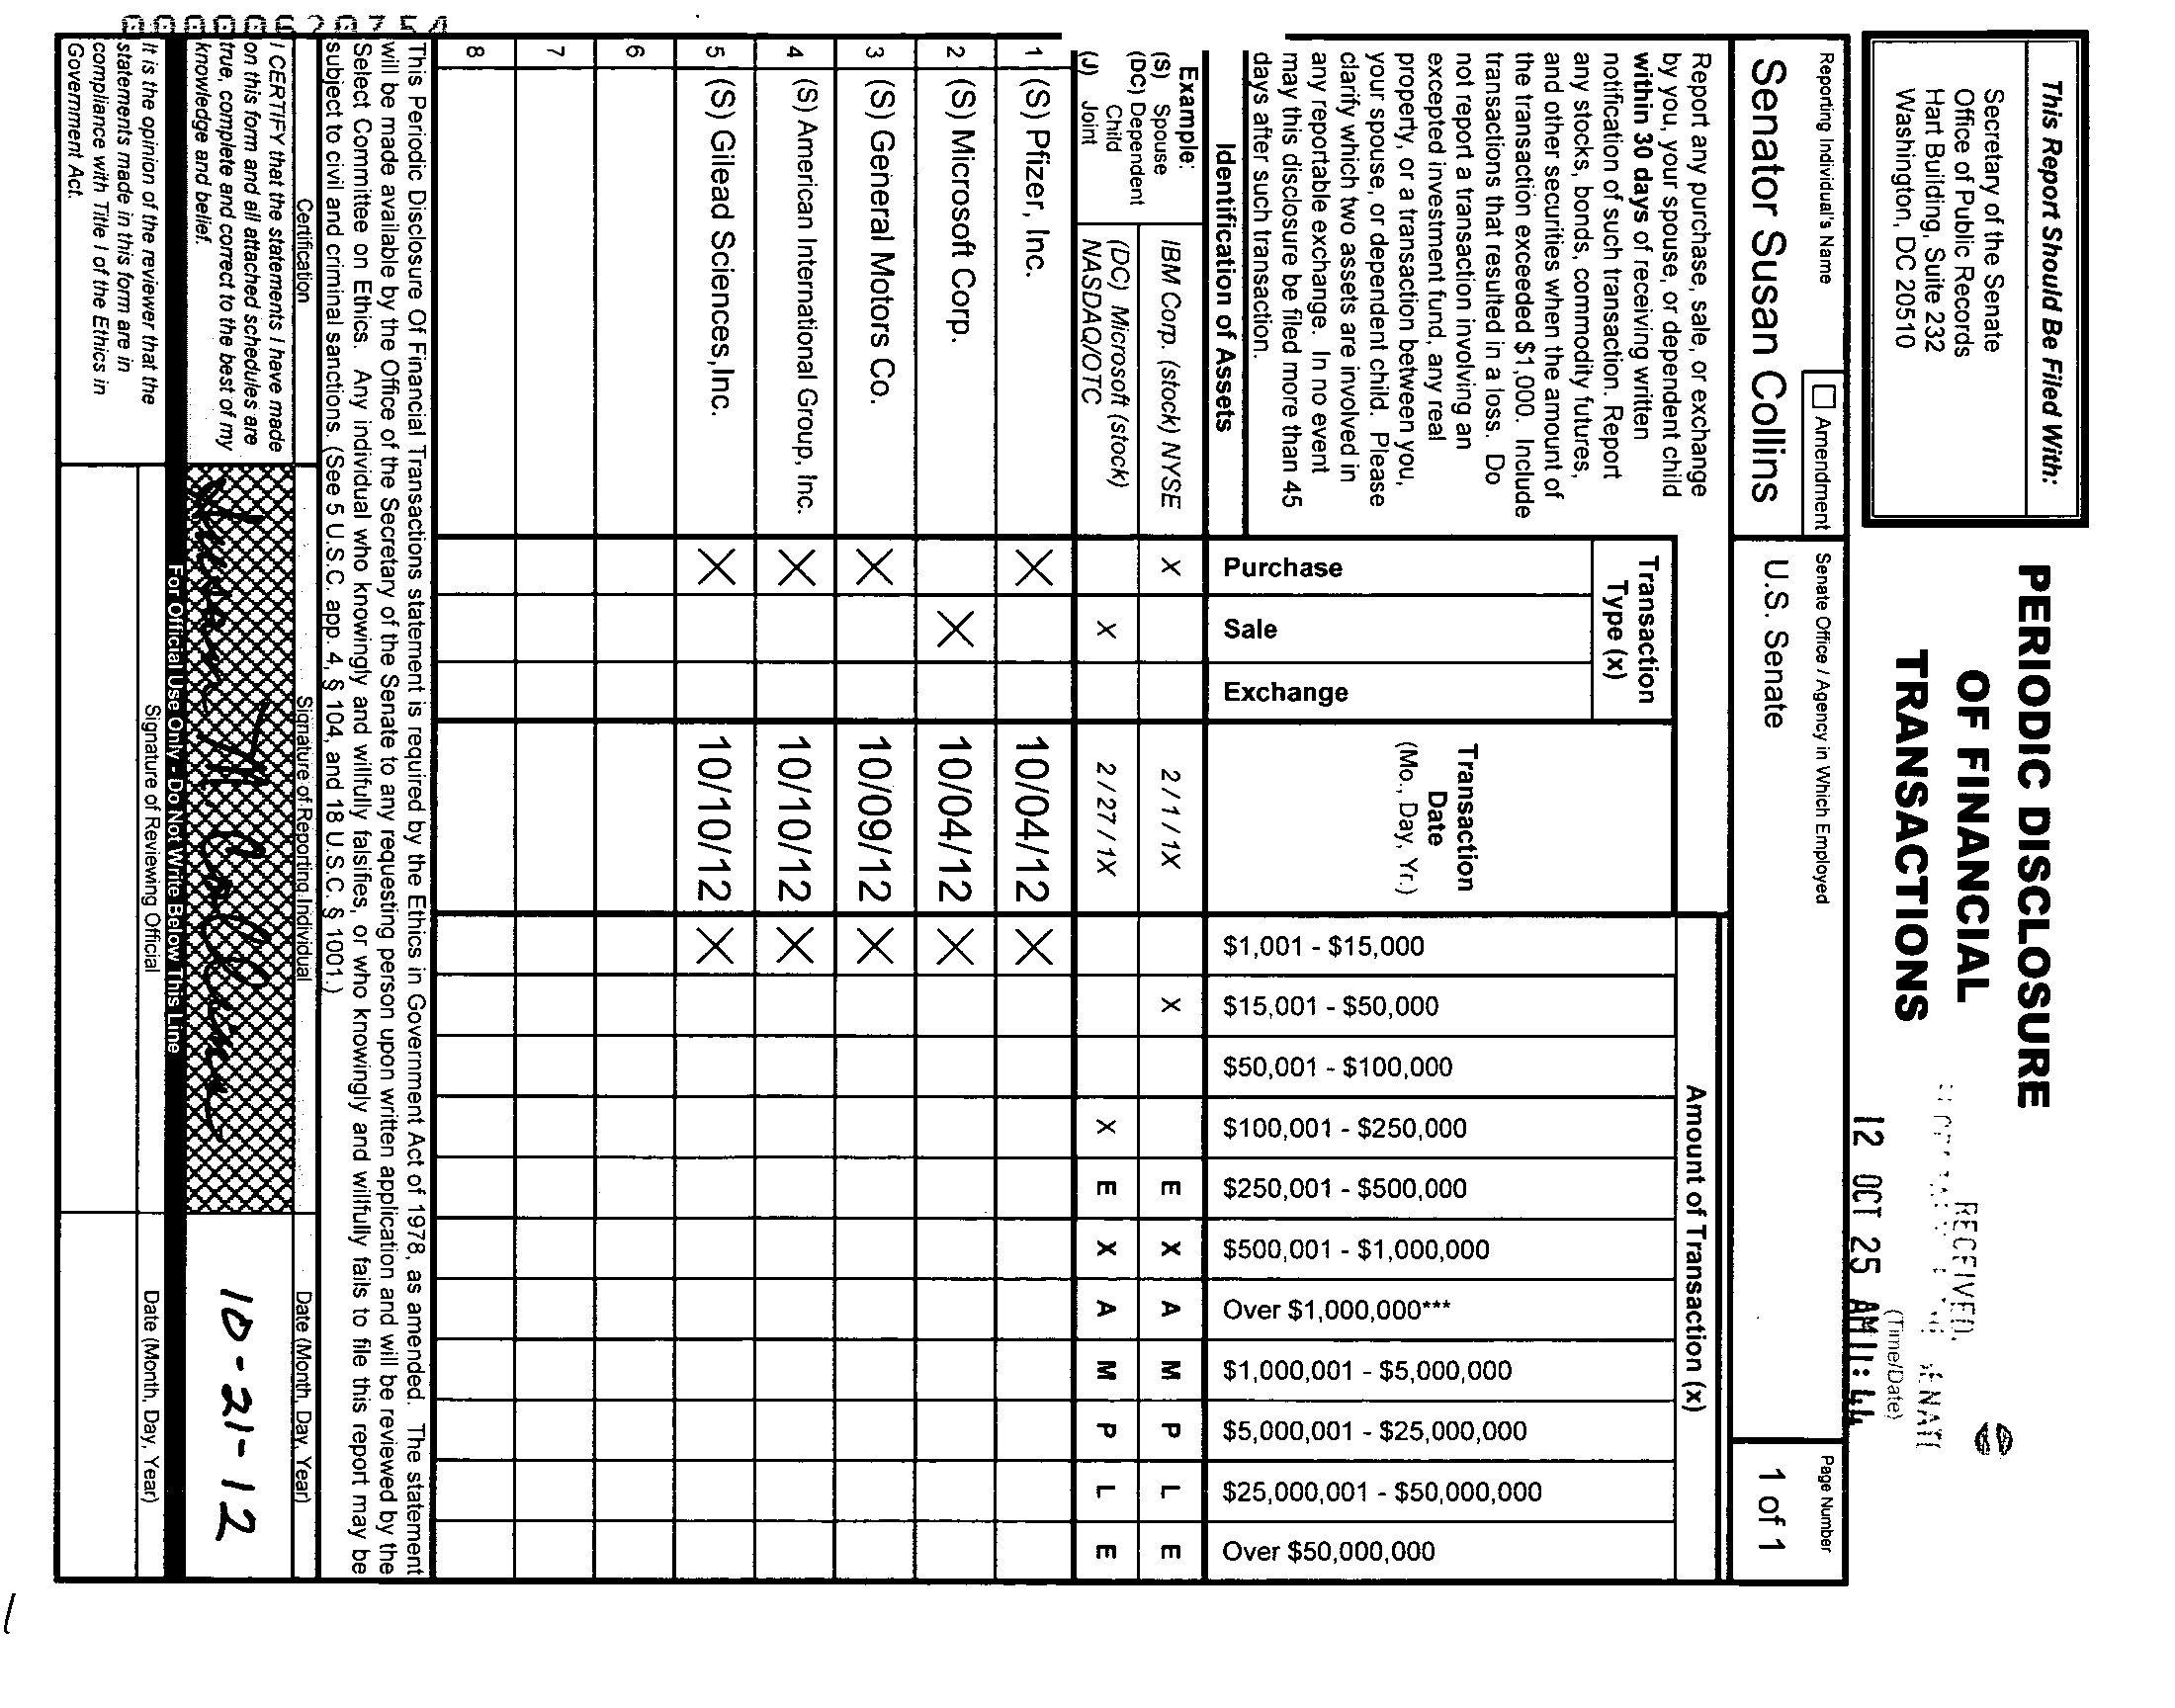 This Report Should Be Filed With:
Secretary of the Senate
Office of Public Records
Hart Building, Suite 232
Washington, DC 20510
PERIODIC DISCLOSURE
OF FINANCIAL
TRANSACTIONS
RECEIVED
(Time/Date)
12 OCT 25 AM 11:44
Reporting Individual's Name
Amendment
Senator Susan Collins
Senate Office / Agency in Which Employed
U.S. Senate
Page Number
1 of 1
Report any purchase, sale, or exchange
by you, your spouse, or dependent child
within 30 days of receiving written
notification of such transaction. Report
any stocks, bonds, commodity futures,
and other securities when the amount of
the transaction exceeded $1,000. Include
transactions that resulted in a loss. Do
not report a transaction involving an
excepted investment fund, any real
property, or a transaction between you,
your spouse, or dependent child. Please
clarify which two assets are involved in
any reportable exchange. In no event
may this disclosure be filed more than 45
days after such transaction.
Identification of Assets
Transaction
Type (x)
Purchase
Sale
Exchange
Transaction
Date
(Mo., Day, Yr.)
Amount of Transaction (x)
$1,001 - $15,000
$15,001 - $50,000
$50,001 - $100,000
$100,001 - $250,000
$250,001 - $500,000
$500,001 - $1,000,000
Over $1,000,000***
$1,000,001 - $5,000,000
$5,000,001 - $25,000,000
$25,000,001 - $50,000,000
Over $50,000,000
Example:
(S) Spouse
(DC) Dependent
Child
(J) Joint
IBM Corp. (stock) NYSE X 2 / 1 / 1X X E X A M P L E
(DC) Microsoft (stock)
NASDAQ/OTC X 2 / 27 / 1X X E X A M P L E
1 (S) Pfizer, Inc. X 10/04/12 X
2 (S) Microsoft Corp. X 10/04/12 X
3 (S) General Motors Co. X 10/09/12 X
4 (S) American International Group, Inc. X 10/10/12 X
5 (S) Gilead Sciences,Inc. X 10/10/12 X
6
7
8
This Periodic Disclosure Of Financial Transactions statement is required by the Ethics in Government Act of 1978, as amended. The statement
will be made available by the Office of the Secretary of the Senate to any requesting person upon written application and will be reviewed by the
Select Committee on Ethics. Any individual who knowingly and willfully falsifies, or who knowingly and willfully fails to file this report may be
subject to civil and criminal sanctions. (See 5 U.S.C. app. 4, § 104, and 18 U.S.C. § 1001.)
Certification
Signature of Reporting Individual
Date (Month, Day, Year)
I CERTIFY that the statements I have made
on this form and all attached schedules are
true, complete and correct to the best of my
knowledge and belief.
10-21-12
For Official Use Only - Do Not Write Below This Line
It is the opinion of the reviewer that the
statements made in this form are in
compliance with Title I of the Ethics in
Government Act.
Signature of Reviewing Official
Date (Month, Day, Year)